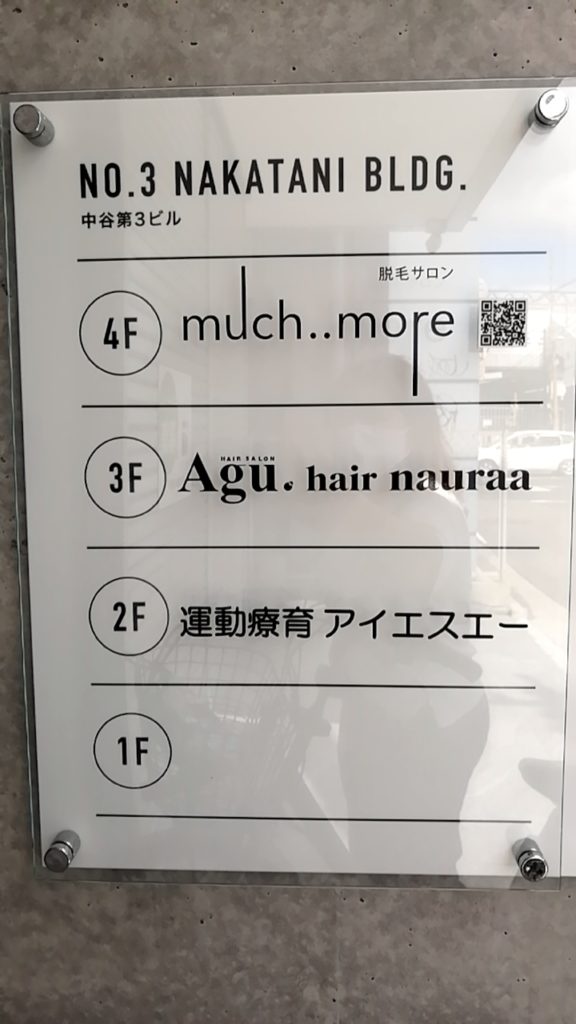 NO.3 NAKATANI BLDG.
中谷第3ビル
脱毛サロン
4F much..more
HAIR SALON
3F Agu. hair nauraa
2F 運動療育 アイエスエー
1F